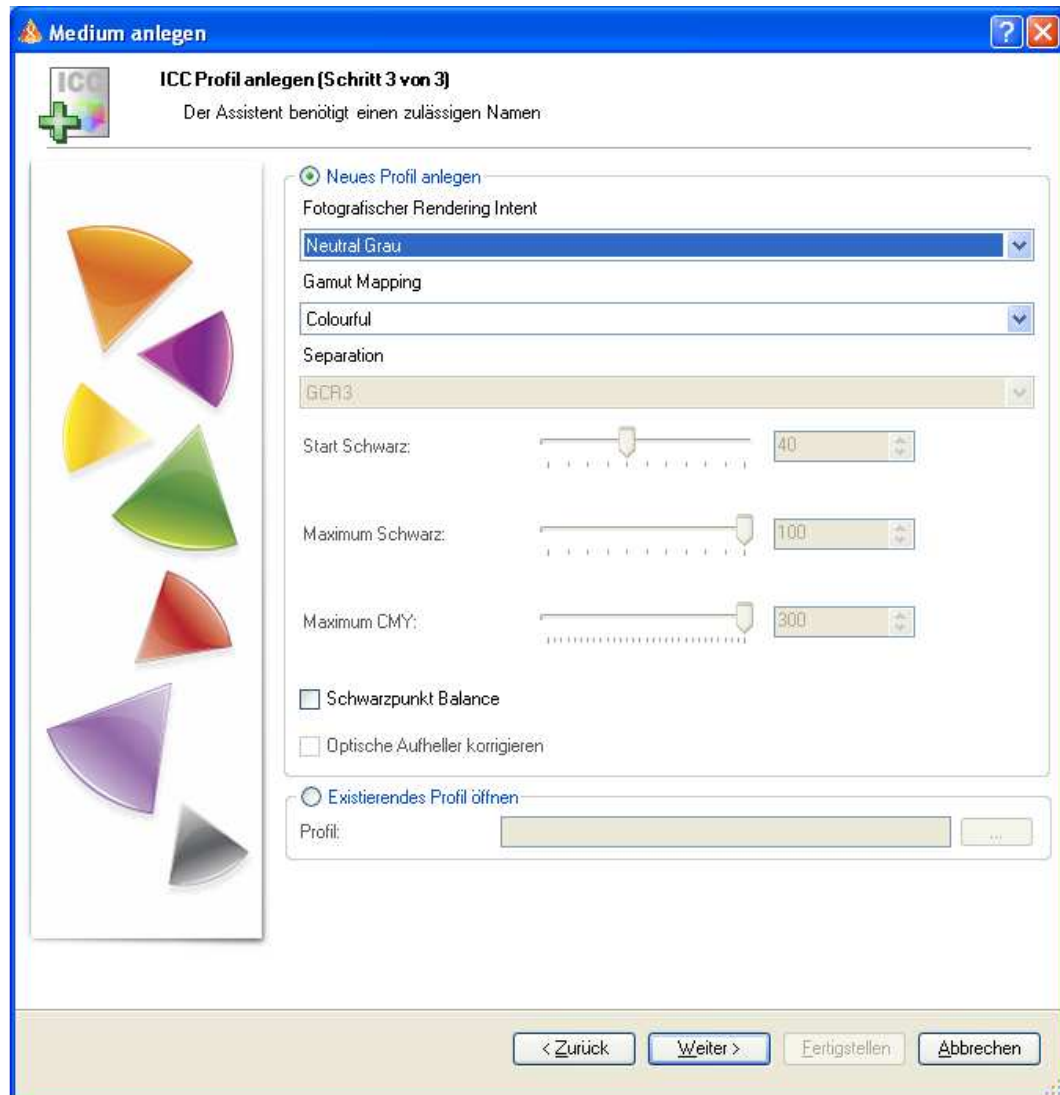 Medium anlegen
ICC
ICC Profil anlegen (Schritt 3 von 3)
Der Assistent benötigt einen zulässigen Namen
Neues Profil anlegen
Fotografischer Rendering Intent
Neutral Grau
Gamut Mapping
Colourful
Separation
GCR3
Start Schwarz: 40
Maximum Schwarz: 100
Maximum CMY: 300
Schwarzpunkt Balance
Optische Aufheller korrigieren
Existierendes Profil öffnen
Profil: ...
< Zurück Weiter > Fertigstellen Abbrechen